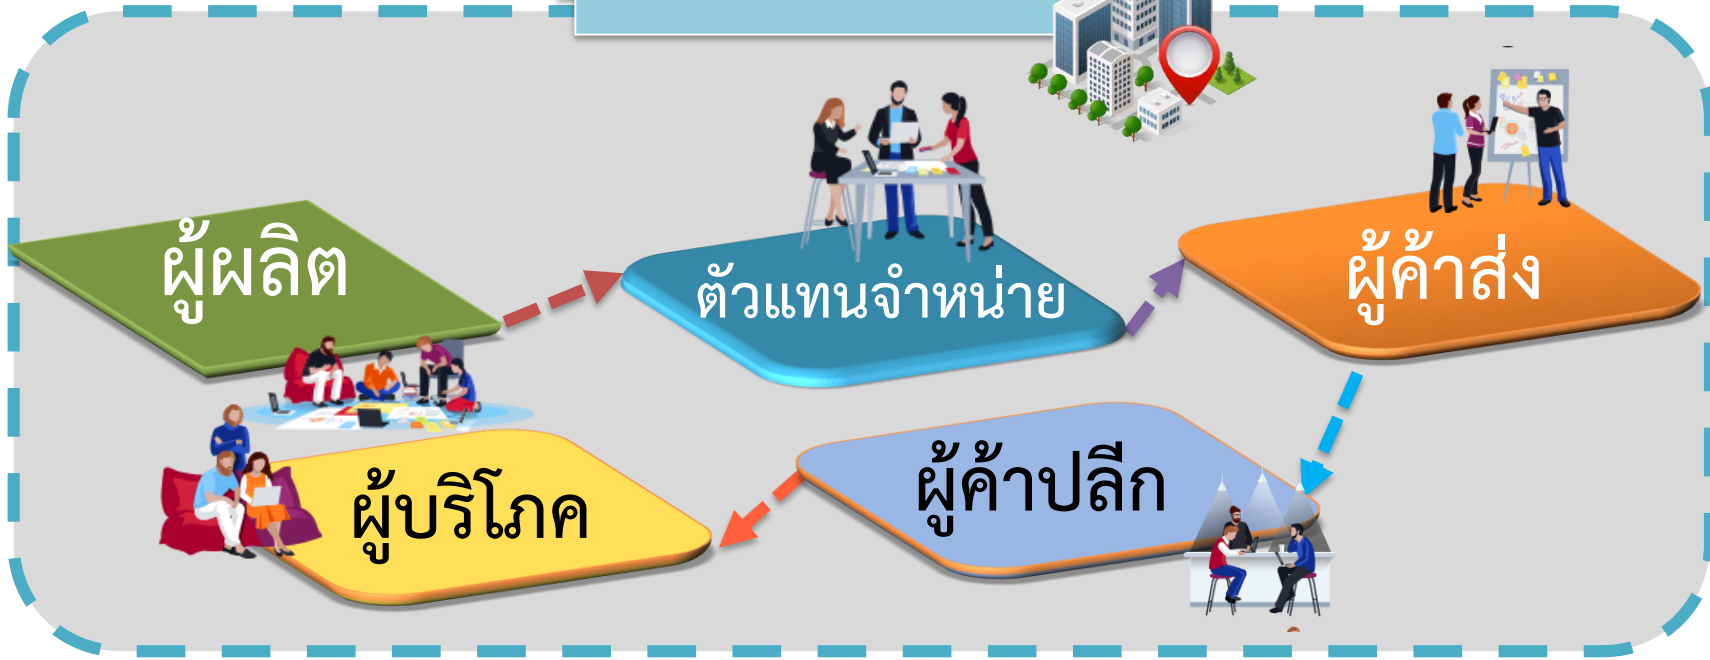 ผู้ผลิต
ตัวแทนจำหน่าย
ผู้ค้าส่ง
ผู้ค้าปลีก
ผู้บริโภค